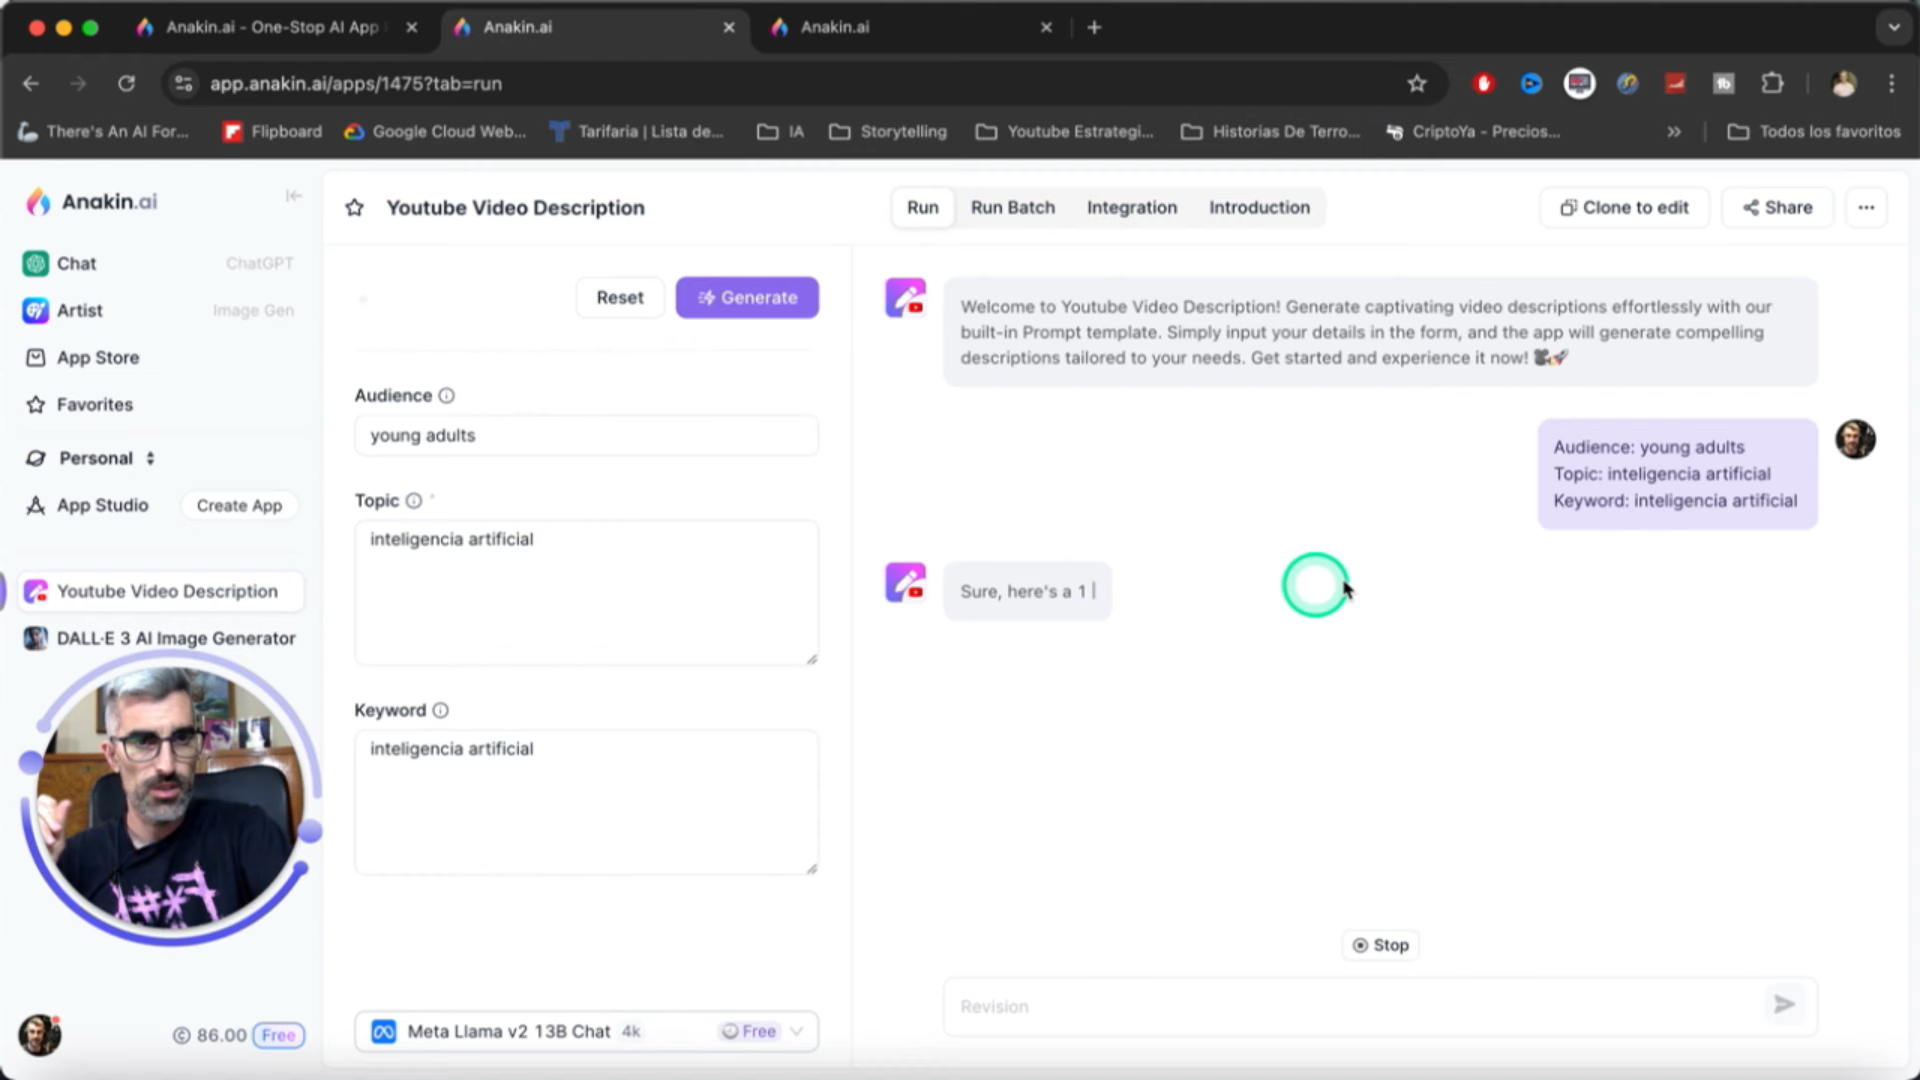 Anakin.ai - One-Stop AI App
Anakin.ai
Anakin.ai
app.anakin.ai/apps/1475?tab=run
There's An AI For...
Flipboard
Google Cloud Web...
Tarifaria | Lista de...
IA
Storytelling
Youtube Estrategi...
Historias De Terro...
CriptoYa - Precios...
Todos los favoritos
Anakin.ai
Chat
ChatGPT
Artist
Image Gen
App Store
Favorites
Personal
App Studio
Create App
Youtube Video Description
DALL·E 3 AI Image Generator
86.00
Free
Youtube Video Description
Run
Run Batch
Integration
Introduction
Clone to edit
Share
Reset
Generate
Audience
young adults
Topic
inteligencia artificial
Keyword
inteligencia artificial
Meta Llama v2 13B Chat 4k
Free
Welcome to Youtube Video Description! Generate captivating video descriptions effortlessly with our
built-in Prompt template. Simply input your details in the form, and the app will generate compelling
descriptions tailored to your needs. Get started and experience it now!
Audience: young adults
Topic: inteligencia artificial
Keyword: inteligencia artificial
Sure, here's a 1
Stop
Revision